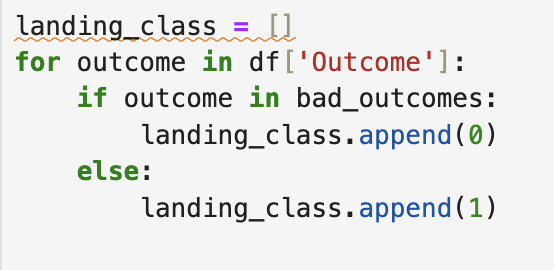 landing_class = []
for outcome in df['Outcome']:
    if outcome in bad_outcomes:
        landing_class.append(0)
    else:
        landing_class.append(1)